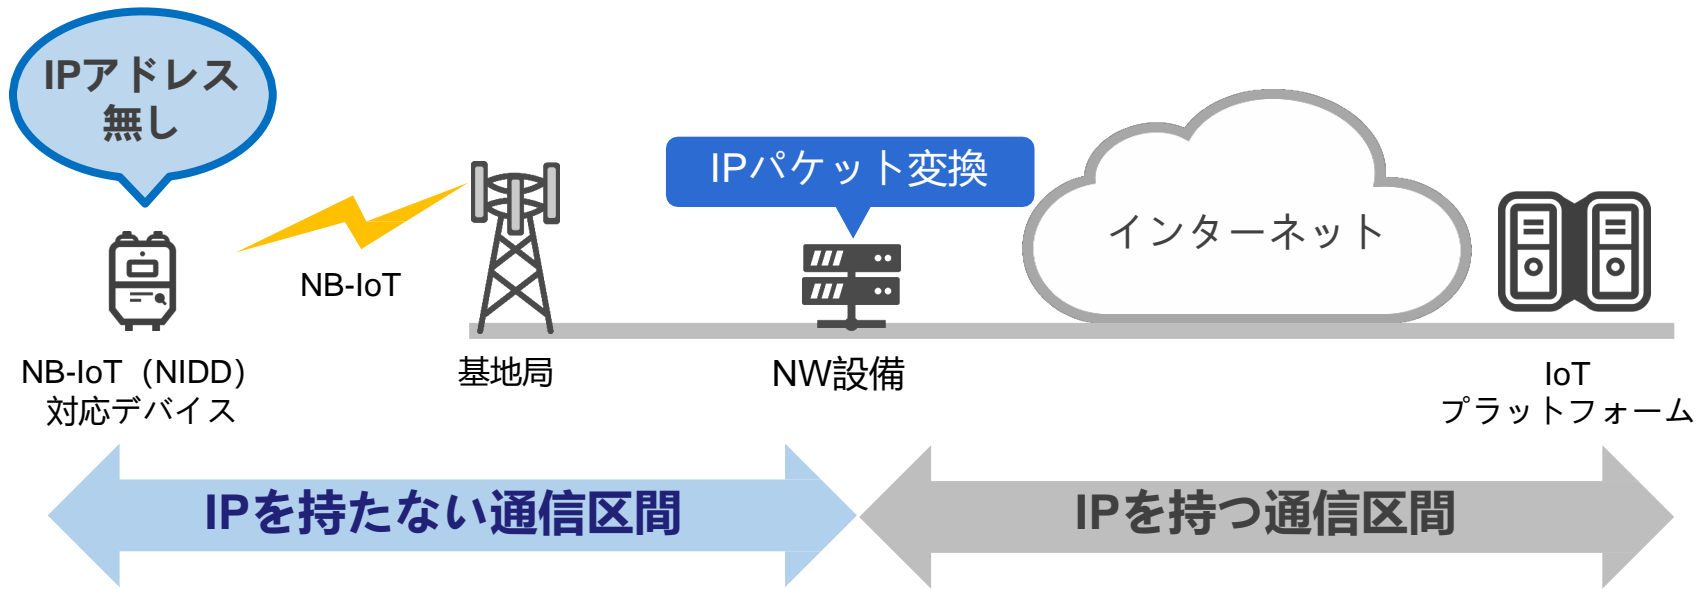 IPアドレス
無し
IPパケット変換
インターネット
NB-IoT
NB-IoT（NIDD）
対応デバイス
基地局
NW設備
IoT
プラットフォーム
IPを持たない通信区間
IPを持つ通信区間